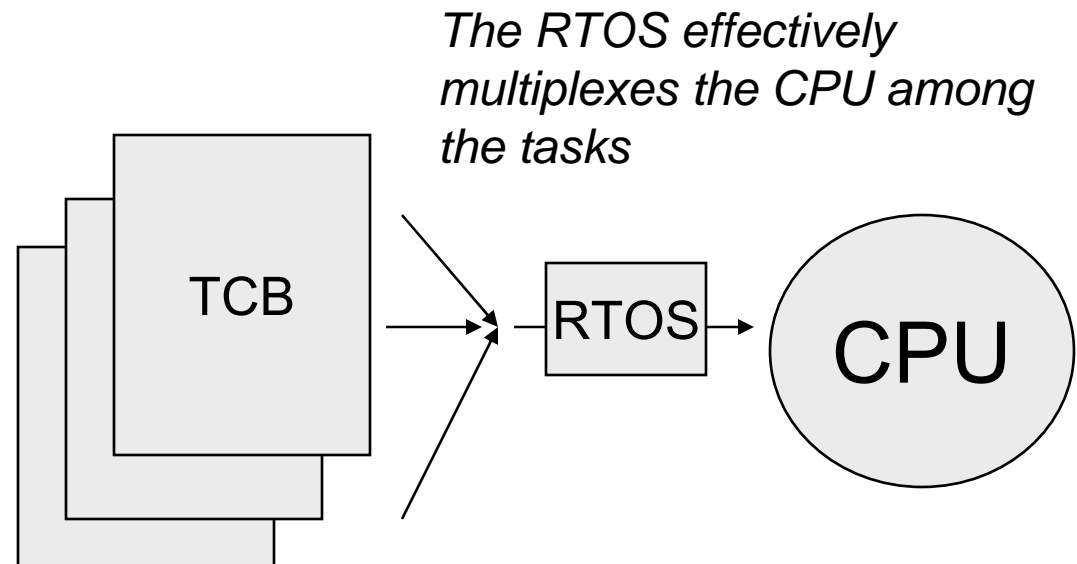 The RTOS effectively
multiplexes the CPU among
the tasks
TCB
RTOS
CPU